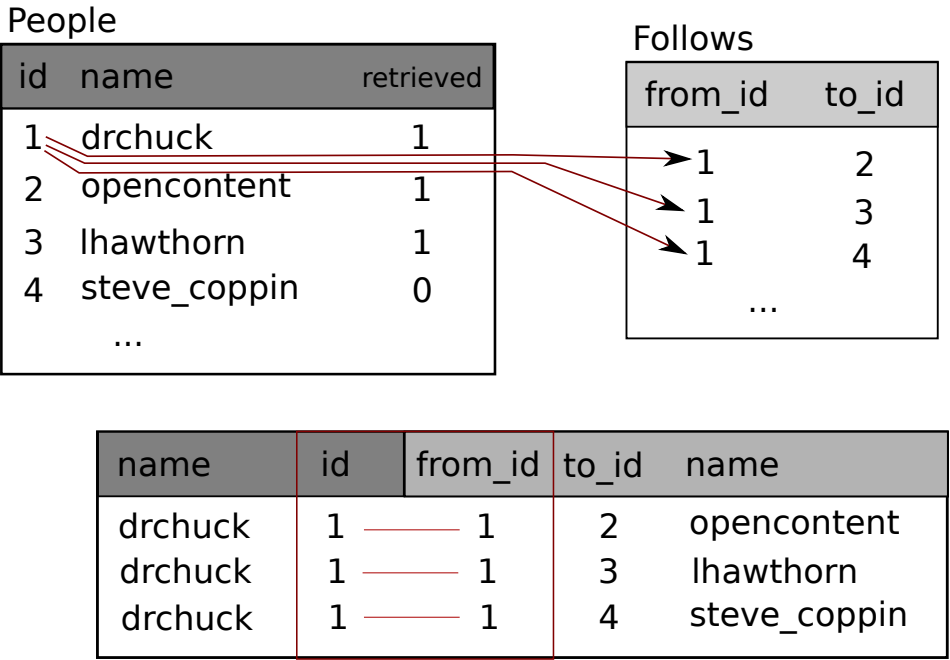 People
id name retrieved
1 drchuck 1
2 opencontent 1
3 lhawthorn 1
4 steve_coppin 0
...
Follows
from_id to_id
1 2
1 3
1 4
...
name id from_id to_id name
drchuck 1 1 2 opencontent
drchuck 1 1 3 lhawthorn
drchuck 1 1 4 steve_coppin